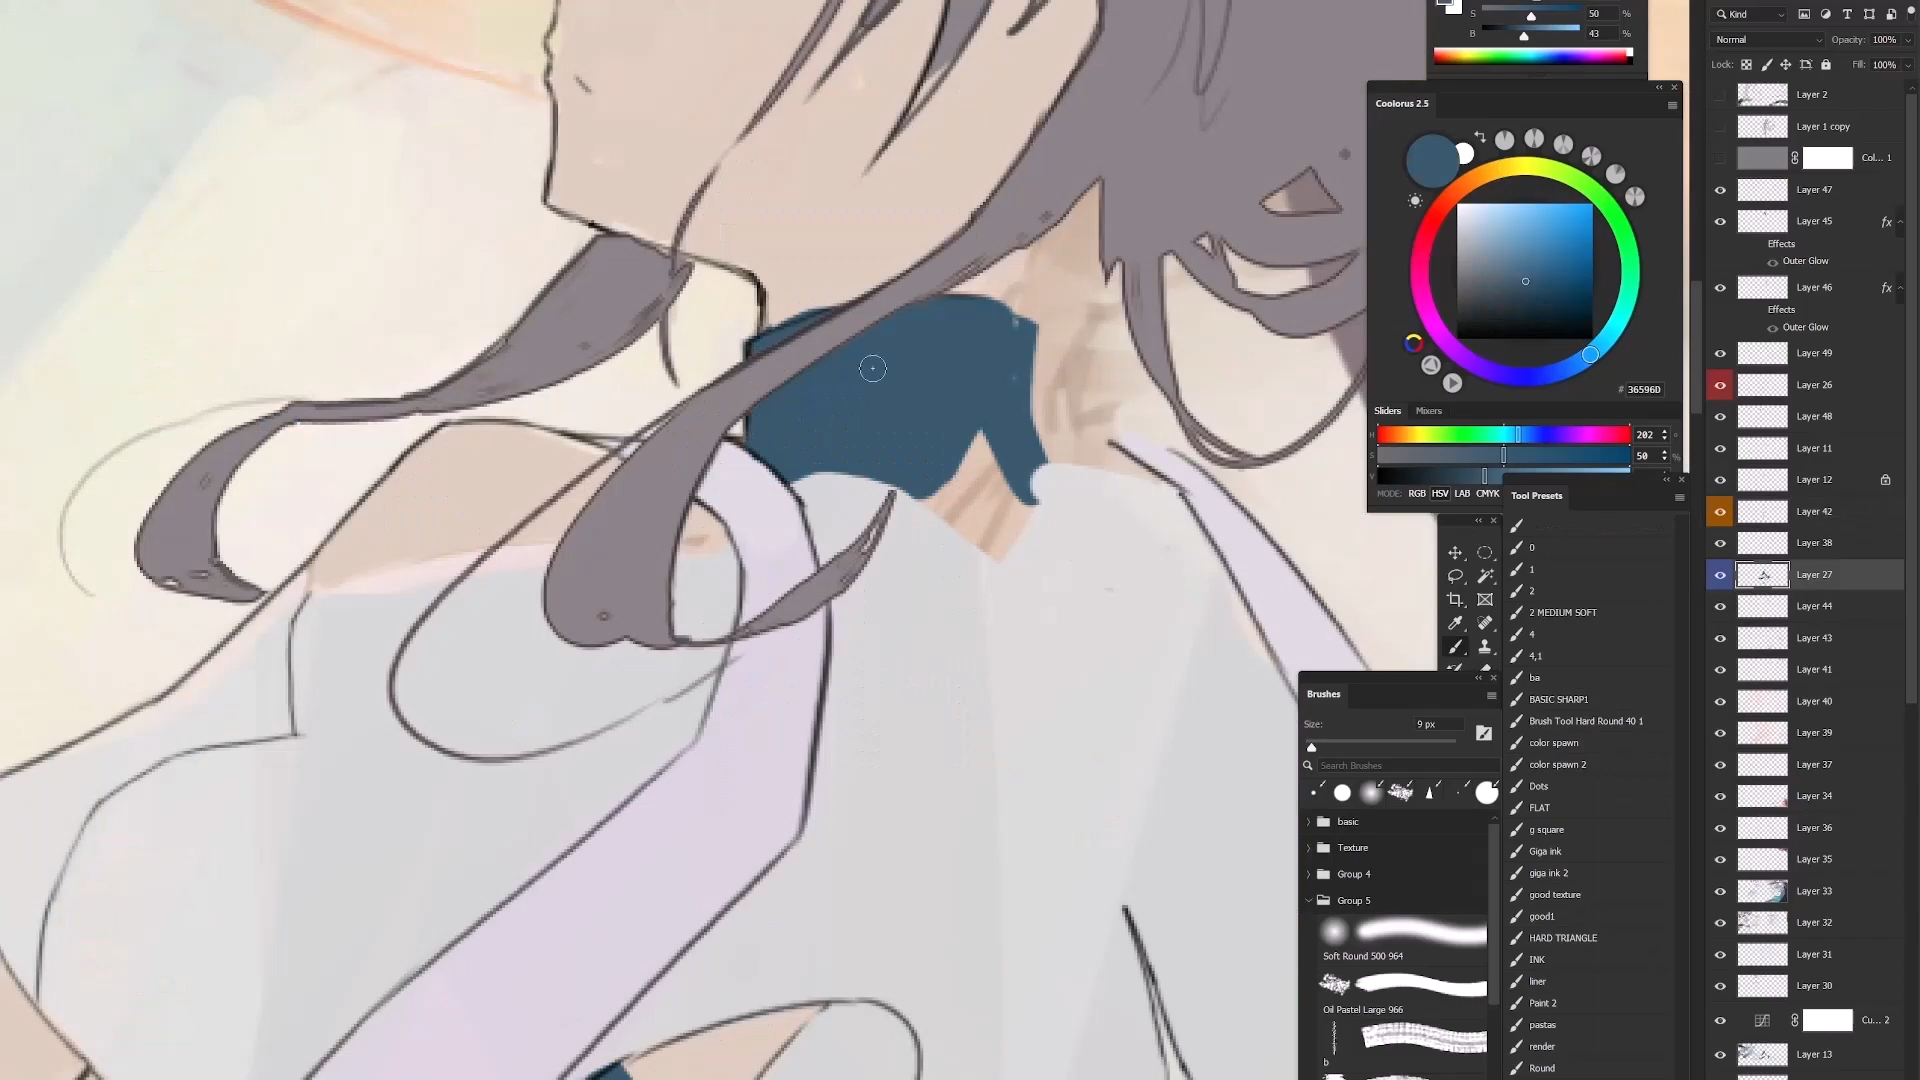 S 50 %
B 43 %
Coolorus 2.5
# 36596D
Sliders Mixers
H 202 °
S 50 %
V
MODE: RGB HSV LAB CMYK
Tool Presets
0
1
2
2 MEDIUM SOFT
4
4,1
ba
BASIC SHARP1
Brush Tool Hard Round 40 1
color spawn
color spawn 2
Dots
FLAT
g square
Giga ink
giga ink 2
good texture
good1
HARD TRIANGLE
INK
liner
Paint 2
pastas
render
Round
Brushes
Size: 9 px
Search Brushes
basic
Texture
Group 4
Group 5
Soft Round 500 964
Oil Pastel Large 966
b
Kind
Normal Opacity: 100%
Lock: Fill: 100%
Layer 2
Layer 1 copy
Col... 1
Layer 47
Layer 45 fx
Effects
Outer Glow
Layer 46 fx
Effects
Outer Glow
Layer 49
Layer 26
Layer 48
Layer 11
Layer 12
Layer 42
Layer 38
Layer 27
Layer 44
Layer 43
Layer 41
Layer 40
Layer 39
Layer 37
Layer 34
Layer 36
Layer 35
Layer 33
Layer 32
Layer 31
Layer 30
Cu... 2
Layer 13